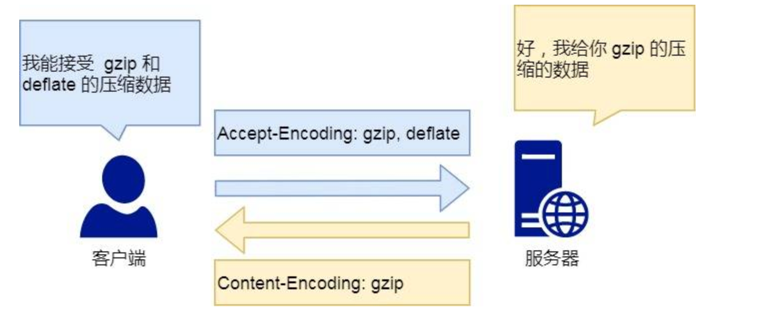 我能接受 gzip 和
deflate 的压缩数据
好，我给你 gzip 的压
缩的数据
Accept-Encoding: gzip, deflate
客户端
服务器
Content-Encoding: gzip